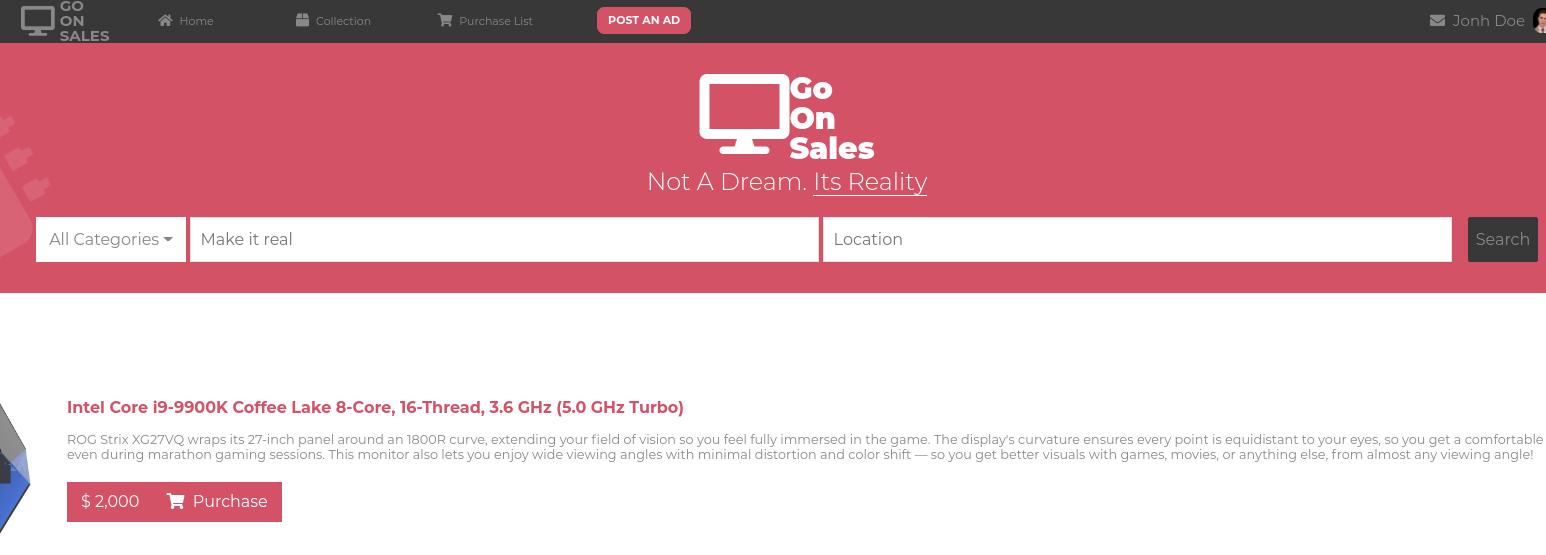 GO
ON
SALES
Home
Collection
Purchase List
POST AN AD
Jonh Doe
Go
On
Sales
Not A Dream. Its Reality
All Categories
Make it real
Location
Search
Intel Core i9-9900K Coffee Lake 8-Core, 16-Thread, 3.6 GHz (5.0 GHz Turbo)
ROG Strix XG27VQ wraps its 27-inch panel around an 1800R curve, extending your field of vision so you feel fully immersed in the game. The display's curvature ensures every point is equidistant to your eyes, so you get a comfortable
even during marathon gaming sessions. This monitor also lets you enjoy wide viewing angles with minimal distortion and color shift — so you get better visuals with games, movies, or anything else, from almost any viewing angle!
$ 2,000
Purchase